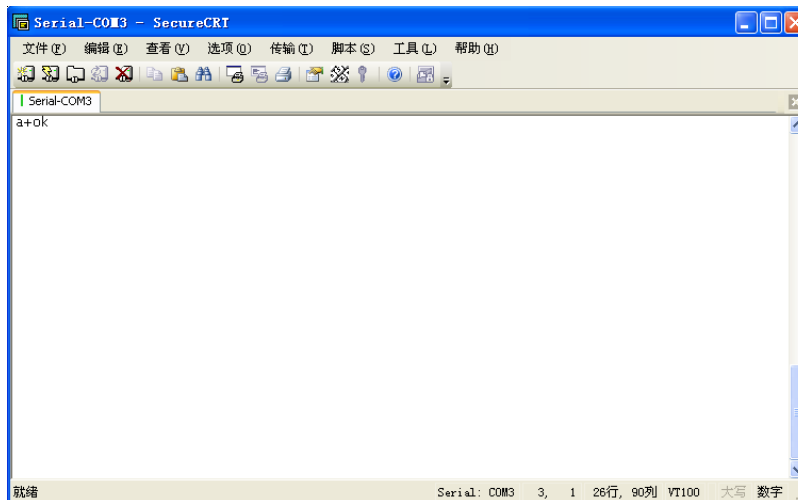 Serial-COM3 - SecureCRT
文件(F) 编辑(E) 查看(V) 选项(O) 传输(T) 脚本(S) 工具(L) 帮助(H)
Serial-COM3
a+ok
就绪 Serial: COM3 3, 1 26行, 90列 VT100 大写 数字